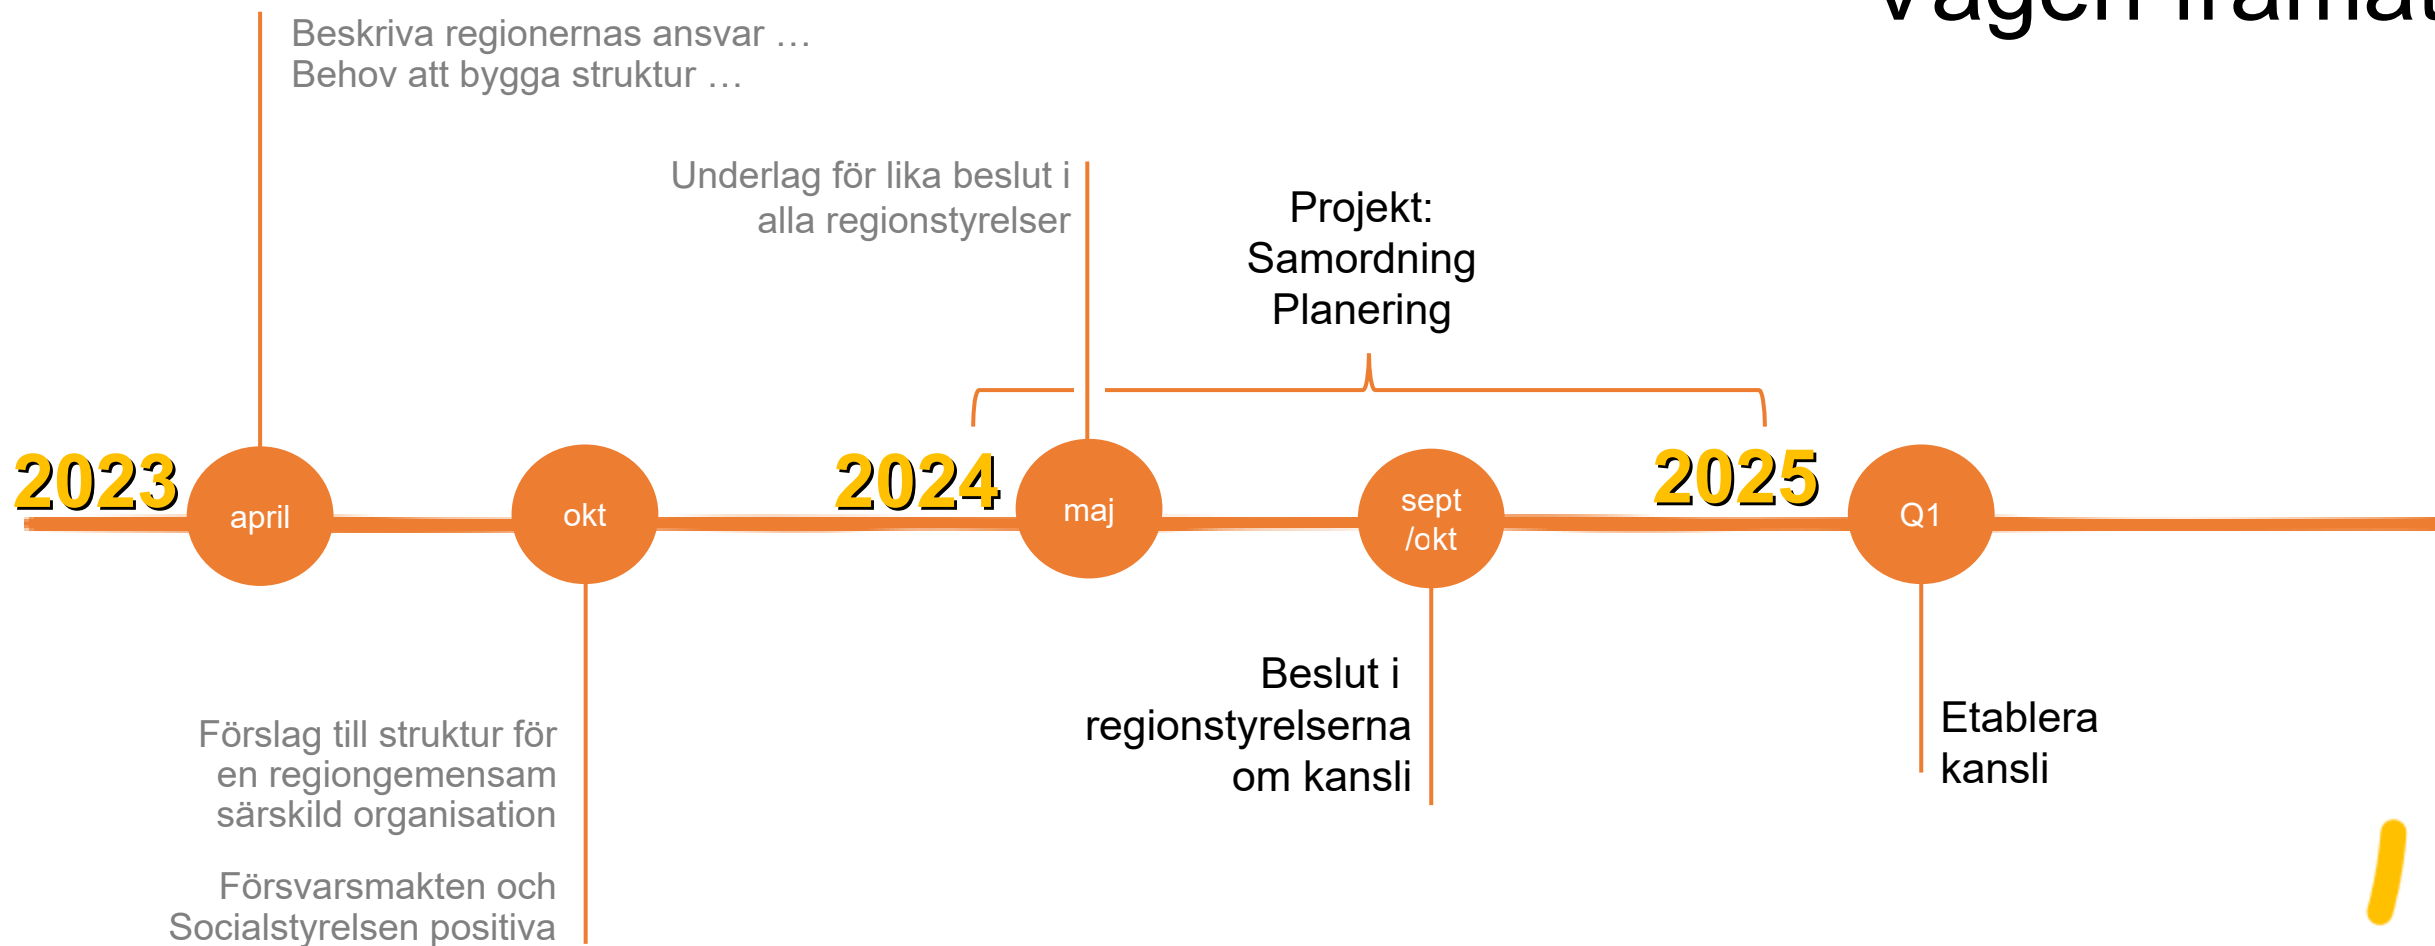 Vägen framåt
Beskriva regionernas ansvar …
Behov att bygga struktur …
Underlag för lika beslut i
alla regionstyrelser
Projekt:
Samordning
Planering
2023
april
okt
2024
maj
sept
/okt
2025
Q1
Förslag till struktur för
en regiongemensam
särskild organisation
Försvarsmakten och
Socialstyrelsen positiva
Beslut i
regionstyrelserna
om kansli
Etablera
kansli